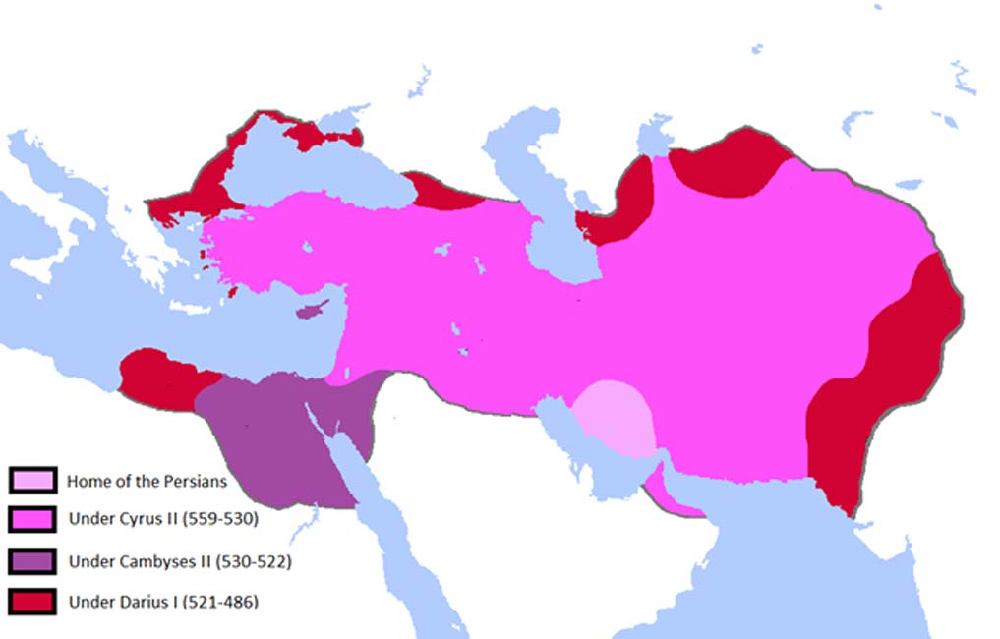 Home of the Persians
Under Cyrus II (559-530)
Under Cambyses II (530-522)
Under Darius I (521-486)